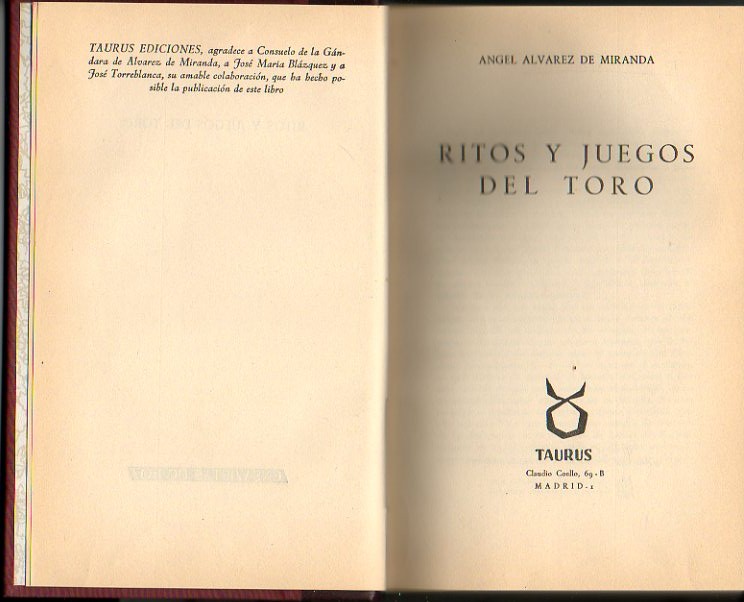 TAURUS EDICIONES, agradece a Consuelo de la Gán-
dara de Alvarez de Miranda, a José María Blázquez y a
José Torreblanca, su amable colaboración, que ha hecho po-
sible la publicación de este libro
ANGEL ALVAREZ DE MIRANDA
RITOS Y JUEGOS
DEL TORO
TAURUS
Claudio Coello, 69 - B
MADRID-1